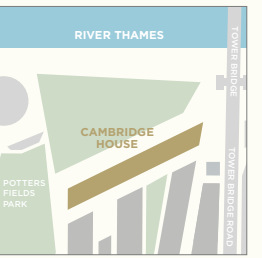 RIVER THAMES
TOWER BRIDGE
CAMBRIDGE
HOUSE
TOWER BRIDGE ROAD
POTTERS
FIELDS
PARK